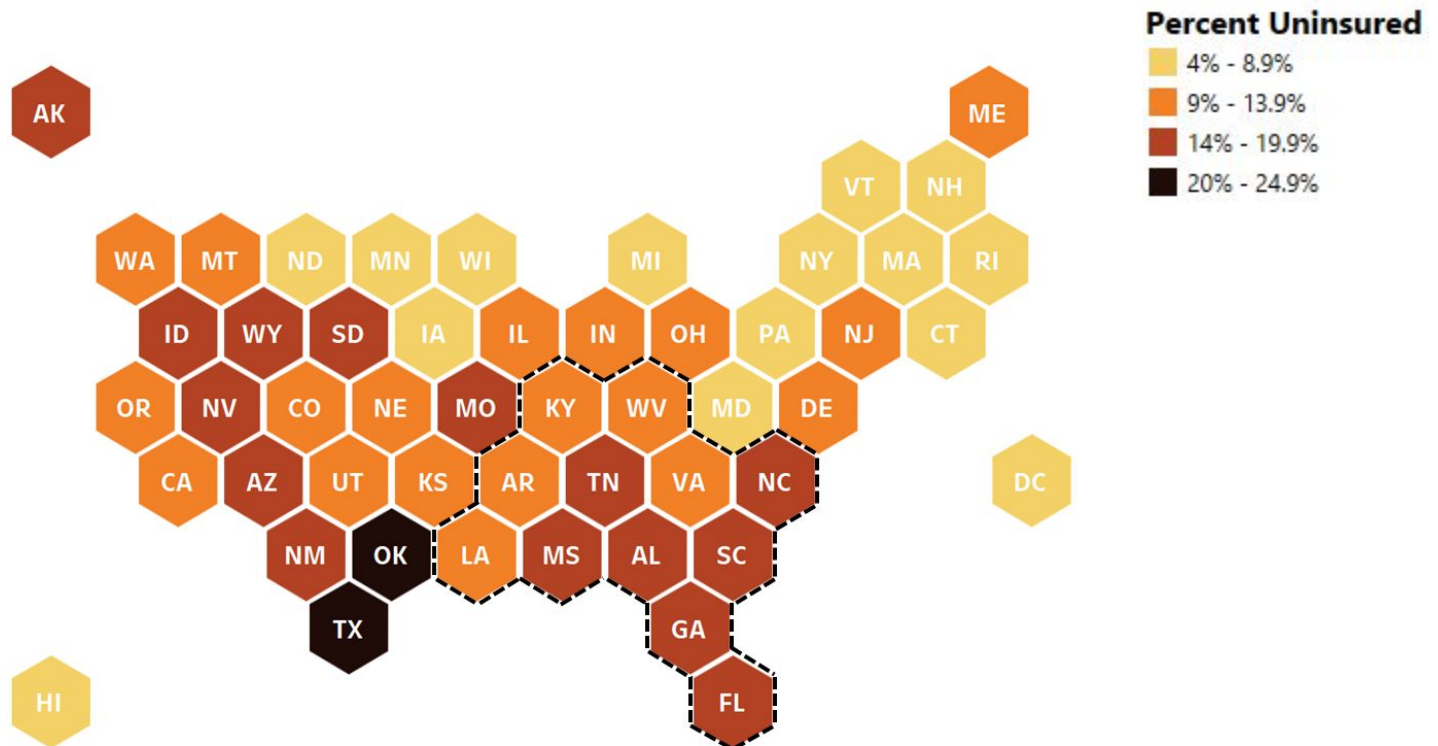 Percent Uninsured
4% - 8.9%
9% - 13.9%
14% - 19.9%
20% - 24.9%
AK
ME
VT NH
WA MT ND MN WI MI NY MA RI
ID WY SD IA IL IN OH PA NJ CT
OR NV CO NE MO KY WV MD DE
CA AZ UT KS AR TN VA NC DC
NM OK LA MS AL SC
TX GA
HI FL